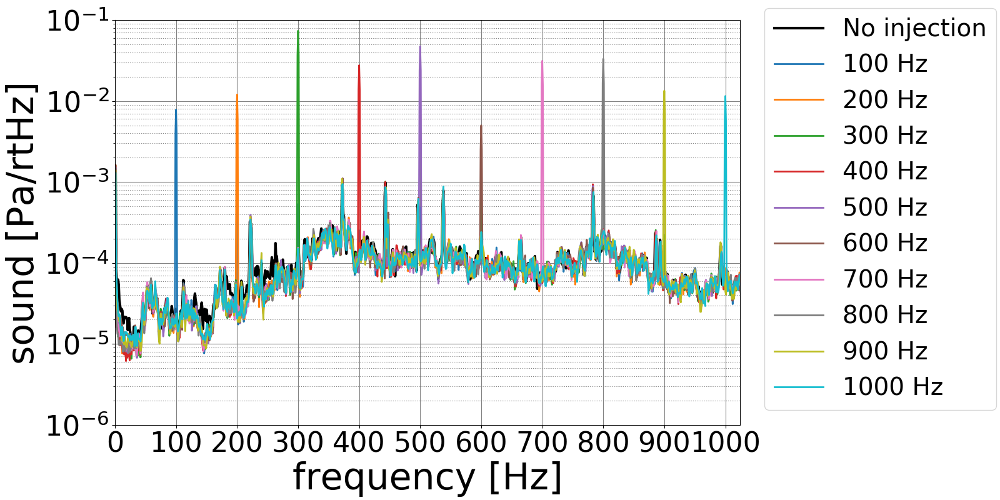 10⁻¹
10⁻²
10⁻³
10⁻⁴
10⁻⁵
10⁻⁶
sound [Pa/rtHz]
0 100 200 300 400 500 600 700 800 900 1000
frequency [Hz]
No injection
100 Hz
200 Hz
300 Hz
400 Hz
500 Hz
600 Hz
700 Hz
800 Hz
900 Hz
1000 Hz